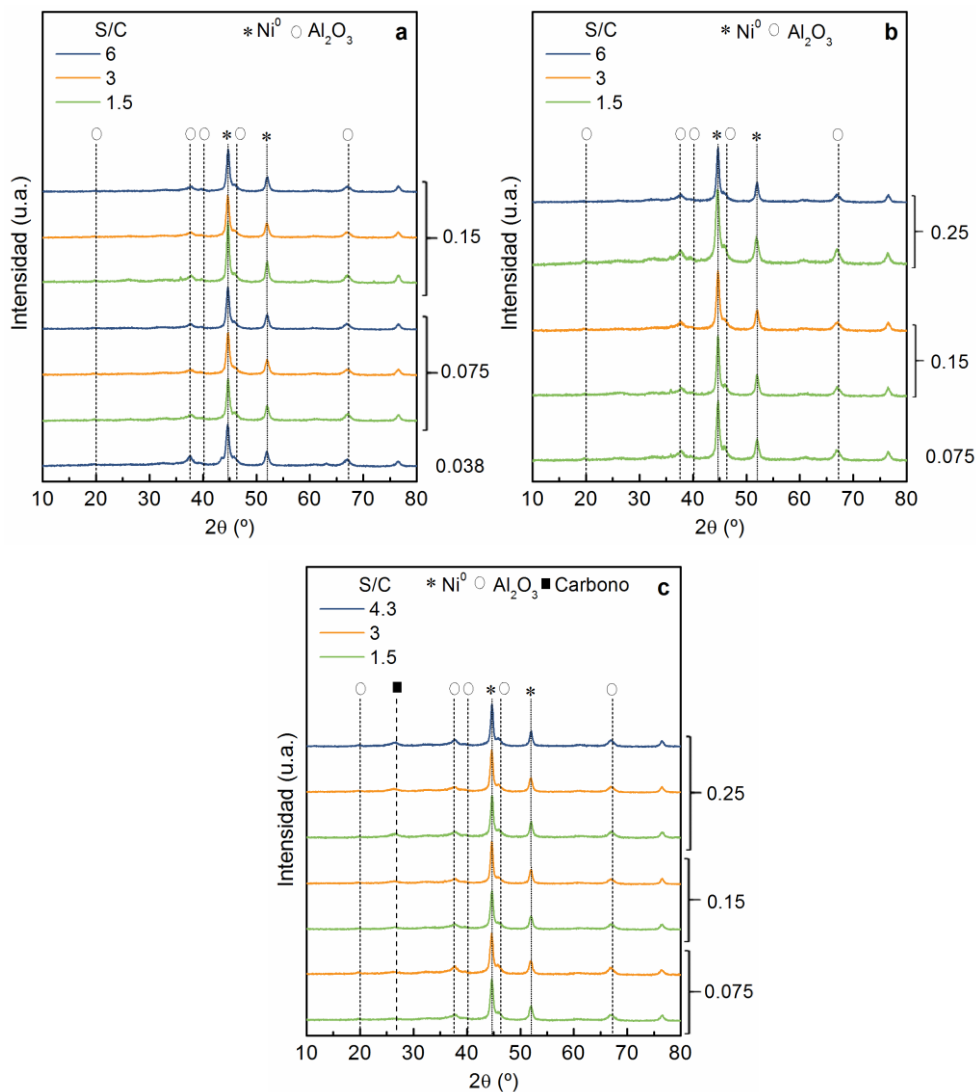 S/C
*Ni⁰ ○ Al₂O₃
a
6
3
1.5
0.15
0.075
0.038
Intensidad (u.a.)
10 20 30 40 50 60 70 80
2θ (º)
S/C
*Ni⁰ ○ Al₂O₃
b
6
3
1.5
0.25
0.15
0.075
Intensidad (u.a.)
10 20 30 40 50 60 70 80
2θ (º)
S/C
*Ni⁰ ○ Al₂O₃ ■ Carbono
c
4.3
3
1.5
0.25
0.15
0.075
Intensidad (u.a.)
10 20 30 40 50 60 70 80
2θ (º)